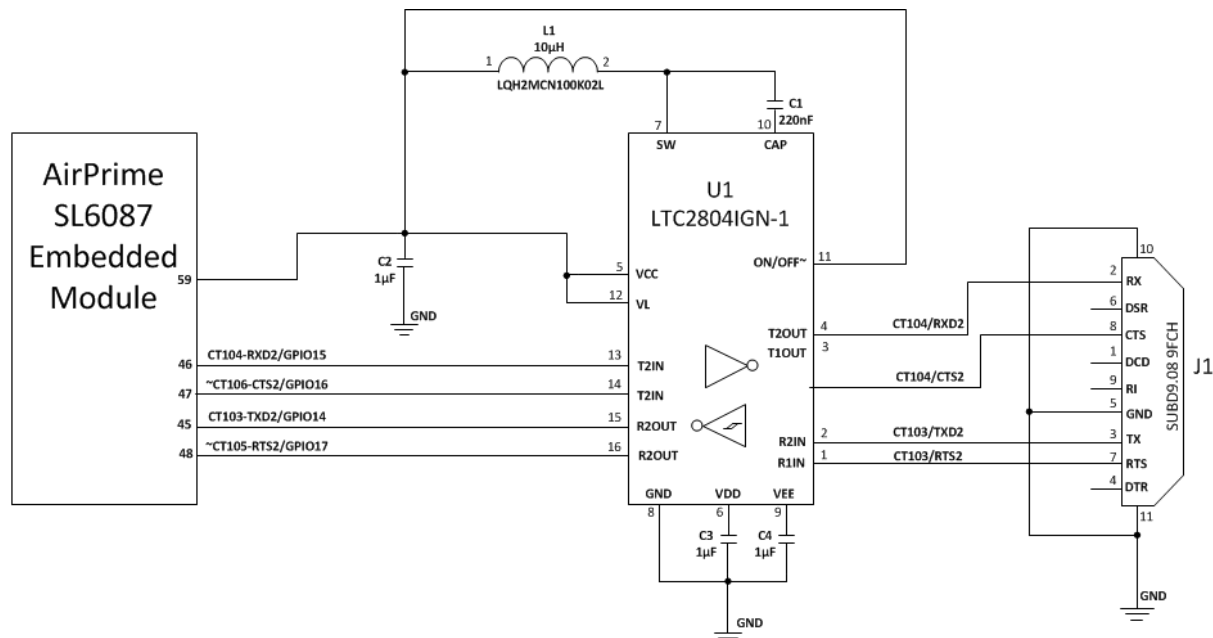 L1
10µH
1
2
LQH2MCN100K02L
C1
220nF
7
10
SW
CAP
AirPrime
SL6087
Embedded
Module
U1
LTC2804IGN-1
59
C2
1µF
GND
5
VCC
12
VL
ON/OFF~
11
10
2
RX
6
DSR
T2OUT
4
CT104/RXD2
8
CTS
T1OUT
3
46
CT104-RXD2/GPIO15
13
T2IN
1
DCD
J1
SUBD9.08 9FCH
47
~CT106-CTS2/GPIO16
14
T2IN
CT104/CTS2
9
RI
45
CT103-TXD2/GPIO14
15
R2OUT
5
GND
48
~CT105-RTS2/GPIO17
16
R2OUT
R2IN
2
CT103/TXD2
3
TX
R1IN
1
CT103/RTS2
7
RTS
4
DTR
GND
VDD
VEE
8
6
9
11
C3
1µF
C4
1µF
GND
GND